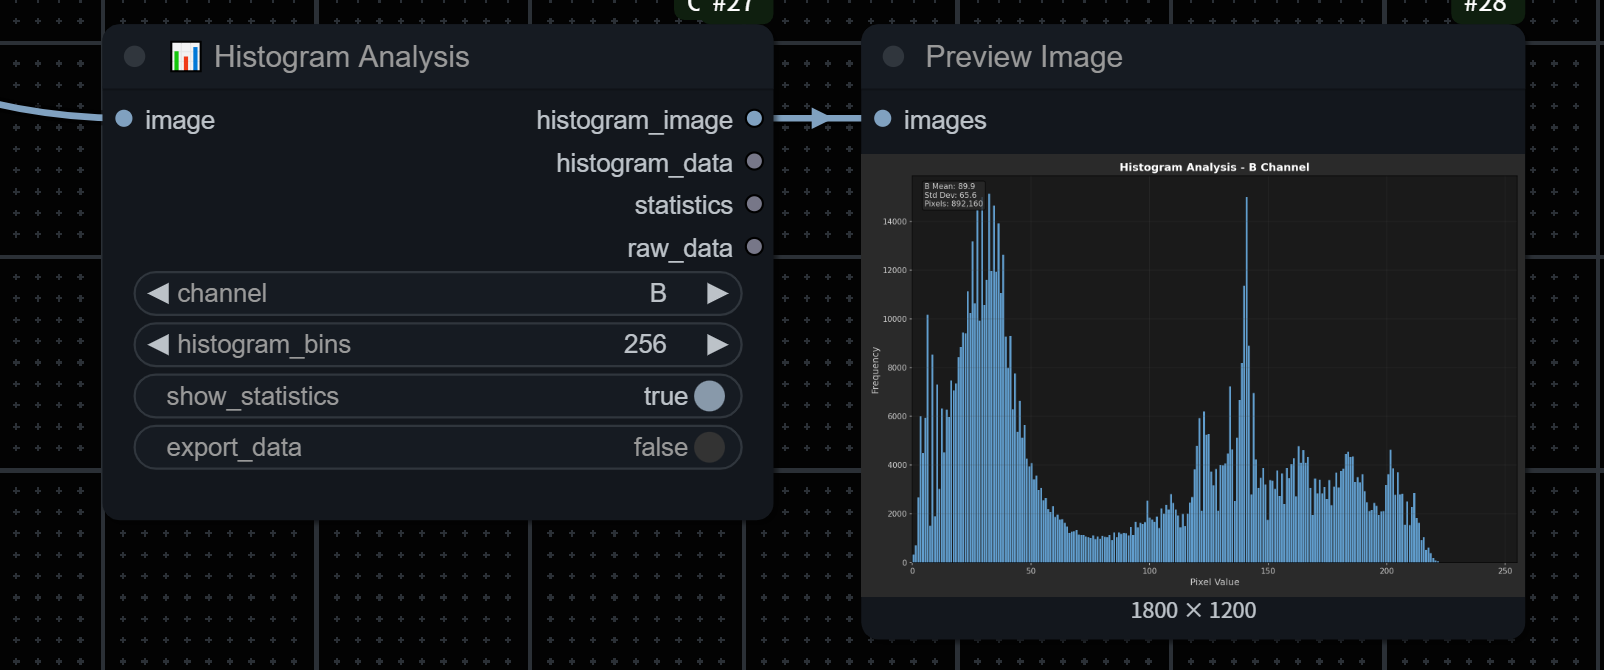 C #27
#28
Histogram Analysis
Preview Image
image
histogram_image
images
histogram_data
statistics
raw_data
channel B
histogram_bins 256
show_statistics true
export_data false
Histogram Analysis - B Channel
B Mean: 89.9
Std Dev: 65.6
Pixels: 892,160
14000
12000
10000
8000
6000
4000
2000
0
Frequency
0 50 100 150 200 250
Pixel Value
1800 × 1200